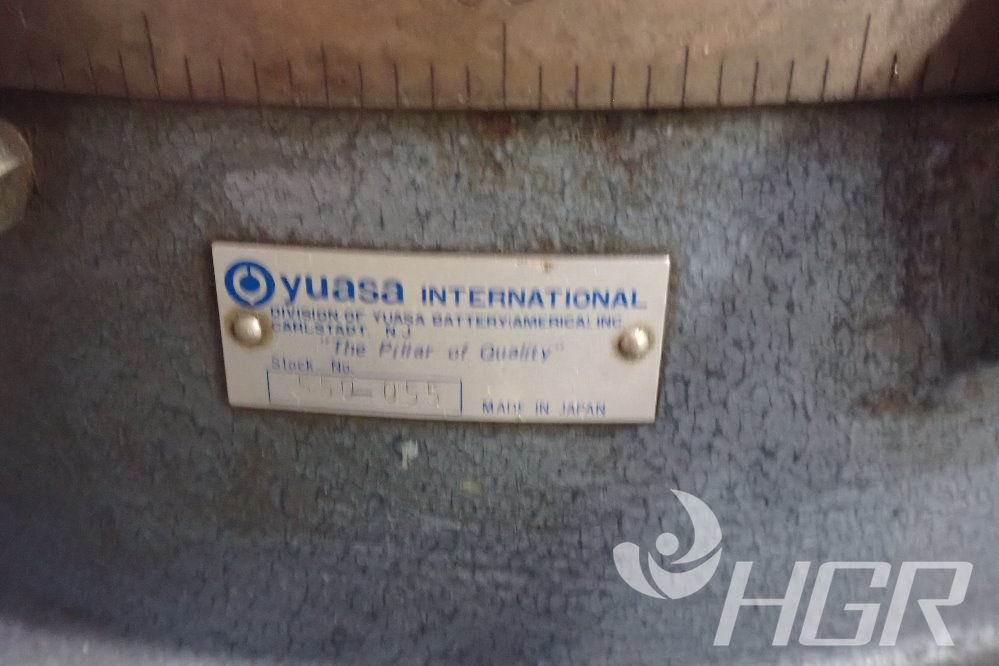 yuasa INTERNATIONAL
DIVISION OF YUASA BATTERY (AMERICA) INC
CARLSTADT, N.J.
"The Pillar of Quality"
Stock No.
MADE IN JAPAN
HGR